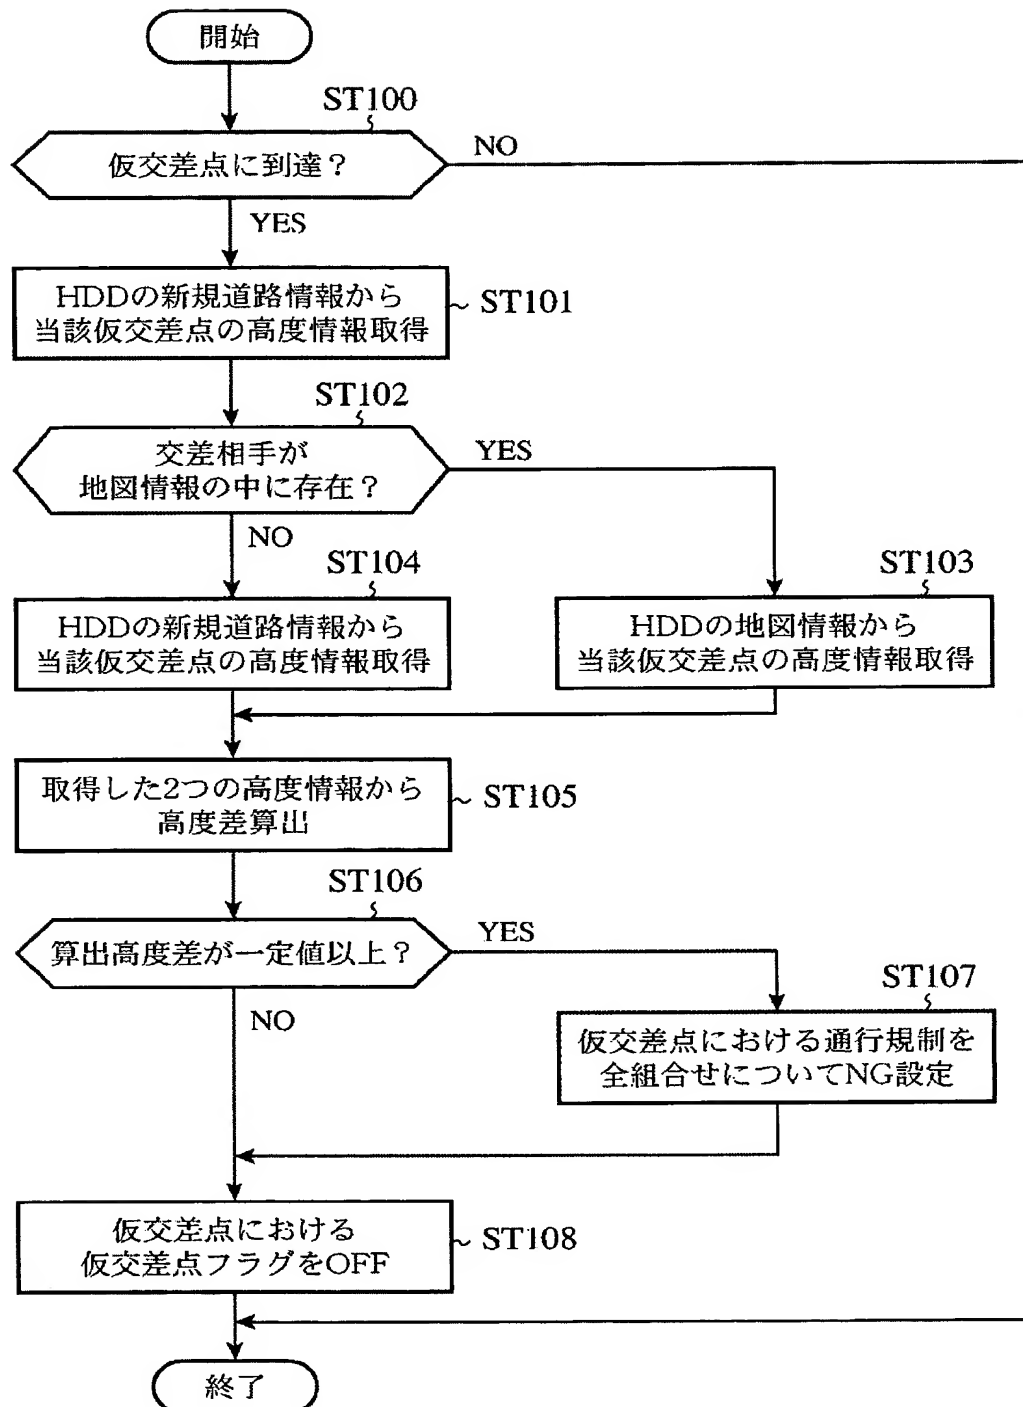 開始
ST100
仮交差点に到達？
NO
YES
HDDの新規道路情報から
当該仮交差点の高度情報取得
ST101
ST102
交差相手が
地図情報の中に存在？
YES
NO
ST104
HDDの新規道路情報から
当該仮交差点の高度情報取得
ST103
HDDの地図情報から
当該仮交差点の高度情報取得
取得した2つの高度情報から
高度差算出
ST105
ST106
算出高度差が一定値以上？
YES
NO
ST107
仮交差点における通行規制を
全組合せについてNG設定
仮交差点における
仮交差点フラグをOFF
ST108
終了